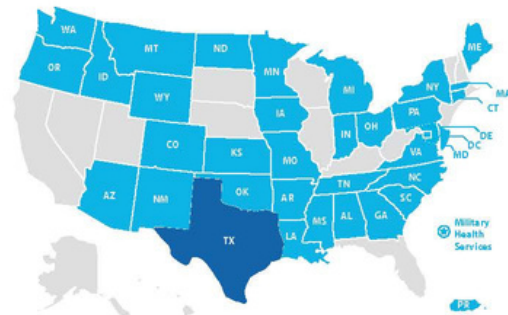 WA
MT
ND
ME
OR
ID
MN
WY
MI
NY
MA
CT
IA
PA
IN
OH
DE
DC
MD
CO
KS
MO
VA
NC
TN
AZ
NM
OK
AR
SC
MS
AL
GA
TX
LA
Military
Health
Services
PR